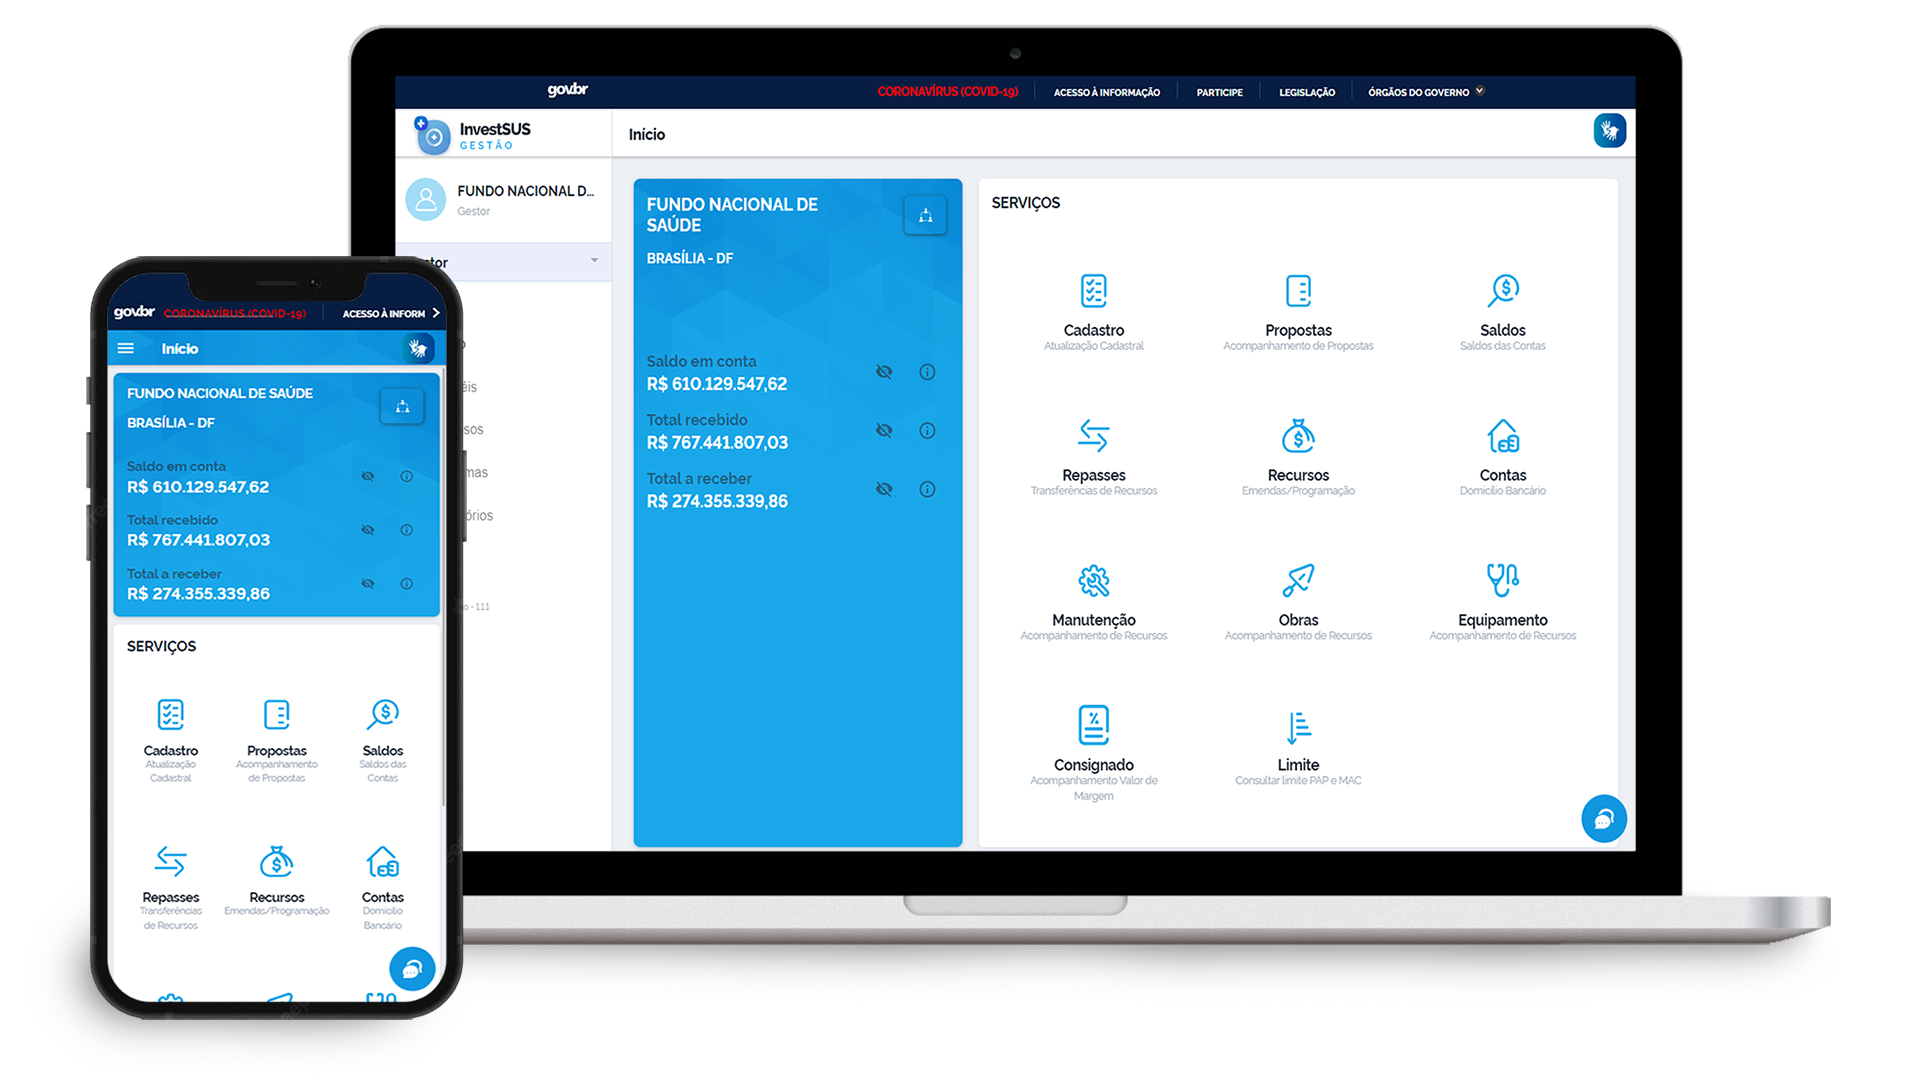 gov.br
CORONAVÍRUS (COVID-19)
ACESSO À INFORMAÇÃO
PARTICIPE
LEGISLAÇÃO
ÓRGÃOS DO GOVERNO
InvestSUS
GESTÃO
Início
FUNDO NACIONAL D...
Gestor
FUNDO NACIONAL DE
SAÚDE
BRASÍLIA - DF
Saldo em conta
R$ 610.129.547,62
Total recebido
R$ 767.441.807,03
Total a receber
R$ 274.355.339,86
SERVIÇOS
Cadastro
Atualização Cadastral
Propostas
Acompanhamento de Propostas
Saldos
Saldos das Contas
Repasses
Transferências de Recursos
Recursos
Emendas/Programação
Contas
Domicílio Bancário
Manutenção
Acompanhamento de Recursos
Obras
Acompanhamento de Recursos
Equipamento
Acompanhamento de Recursos
Consignado
Acompanhamento Valor de
Margem
Limite
Consultar limite PAP e MAC
gov.br
CORONAVÍRUS (COVID-19)
ACESSO À INFORM
Início
FUNDO NACIONAL DE SAÚDE
BRASÍLIA - DF
Saldo em conta
R$ 610.129.547,62
Total recebido
R$ 767.441.807,03
Total a receber
R$ 274.355.339,86
SERVIÇOS
Cadastro
Atualização
Cadastral
Propostas
Acompanhamento
de Propostas
Saldos
Saldos das
Contas
Repasses
Transferências
de Recursos
Recursos
Emendas/Programação
Contas
Domicílio
Bancário